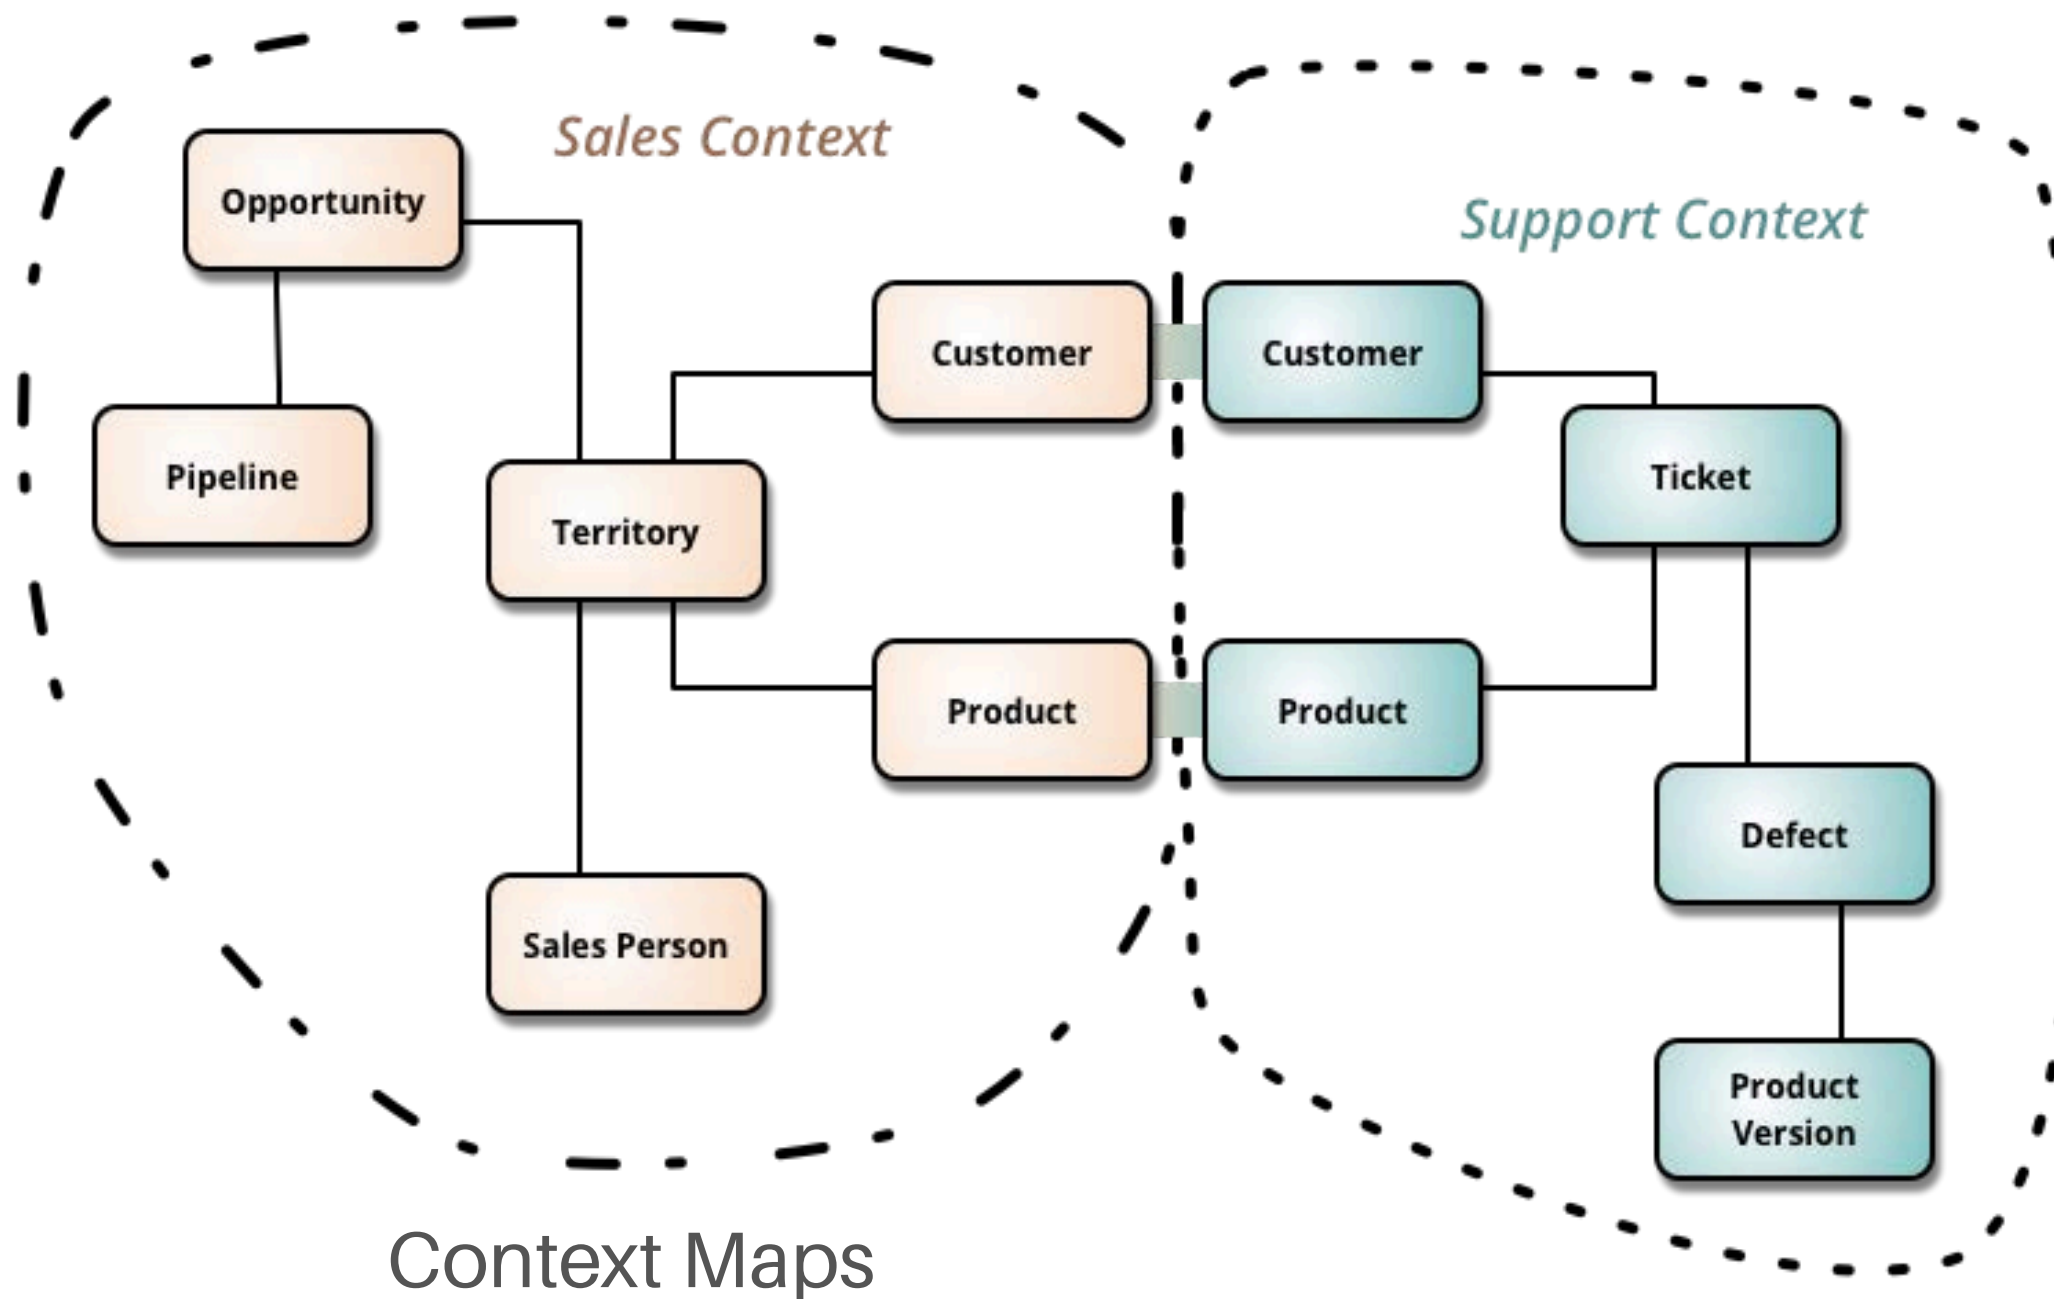 Sales Context
Opportunity
Support Context
Customer
Customer
Pipeline
Ticket
Territory
Product
Product
Defect
Sales Person
Product
Version
Context Maps